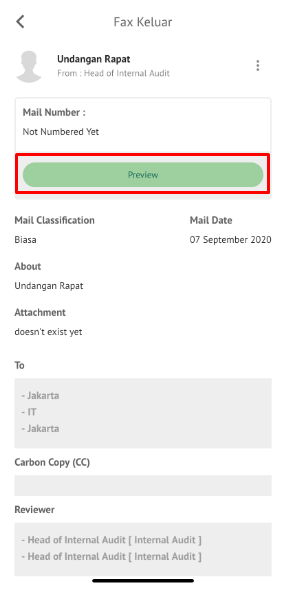 Fax Keluar
Undangan Rapat
From : Head of Internal Audit
Mail Number :
Not Numbered Yet
Preview
Mail Classification
Mail Date
Biasa
07 September 2020
About
Undangan Rapat
Attachment
doesn't exist yet
To
- Jakarta
- IT
- Jakarta
Carbon Copy (CC)
Reviewer
- Head of Internal Audit [ Internal Audit ]
- Head of Internal Audit [ Internal Audit ]